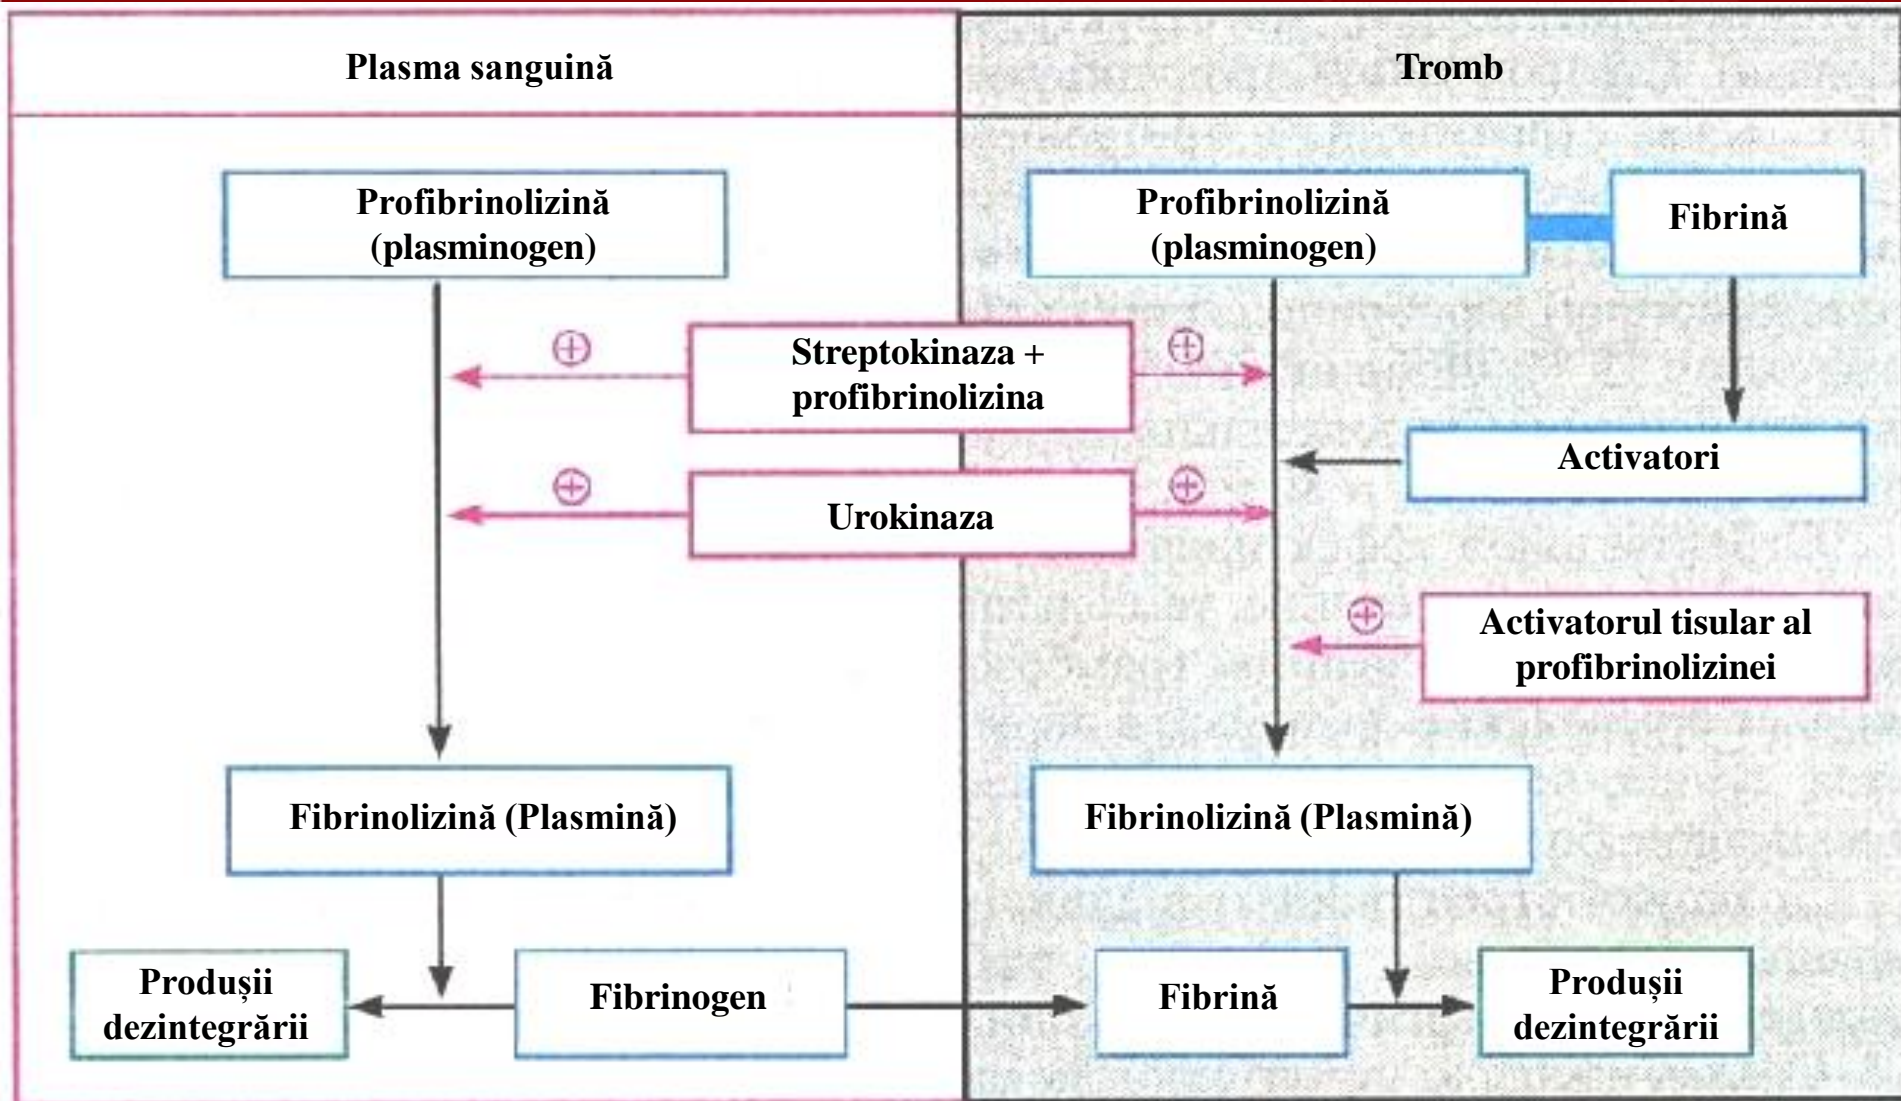 Plasma sanguină
Tromb
Profibrinolizină
(plasminogen)
Profibrinolizină
(plasminogen)
Fibrină
Streptokinaza +
profibrinolizina
Activatori
Urokinaza
Activatorul tisular al
profibrinolizinei
Fibrinolizină (Plasmină)
Fibrinolizină (Plasmină)
Produșii
dezintegrării
Fibrinogen
Fibrină
Produșii
dezintegrării